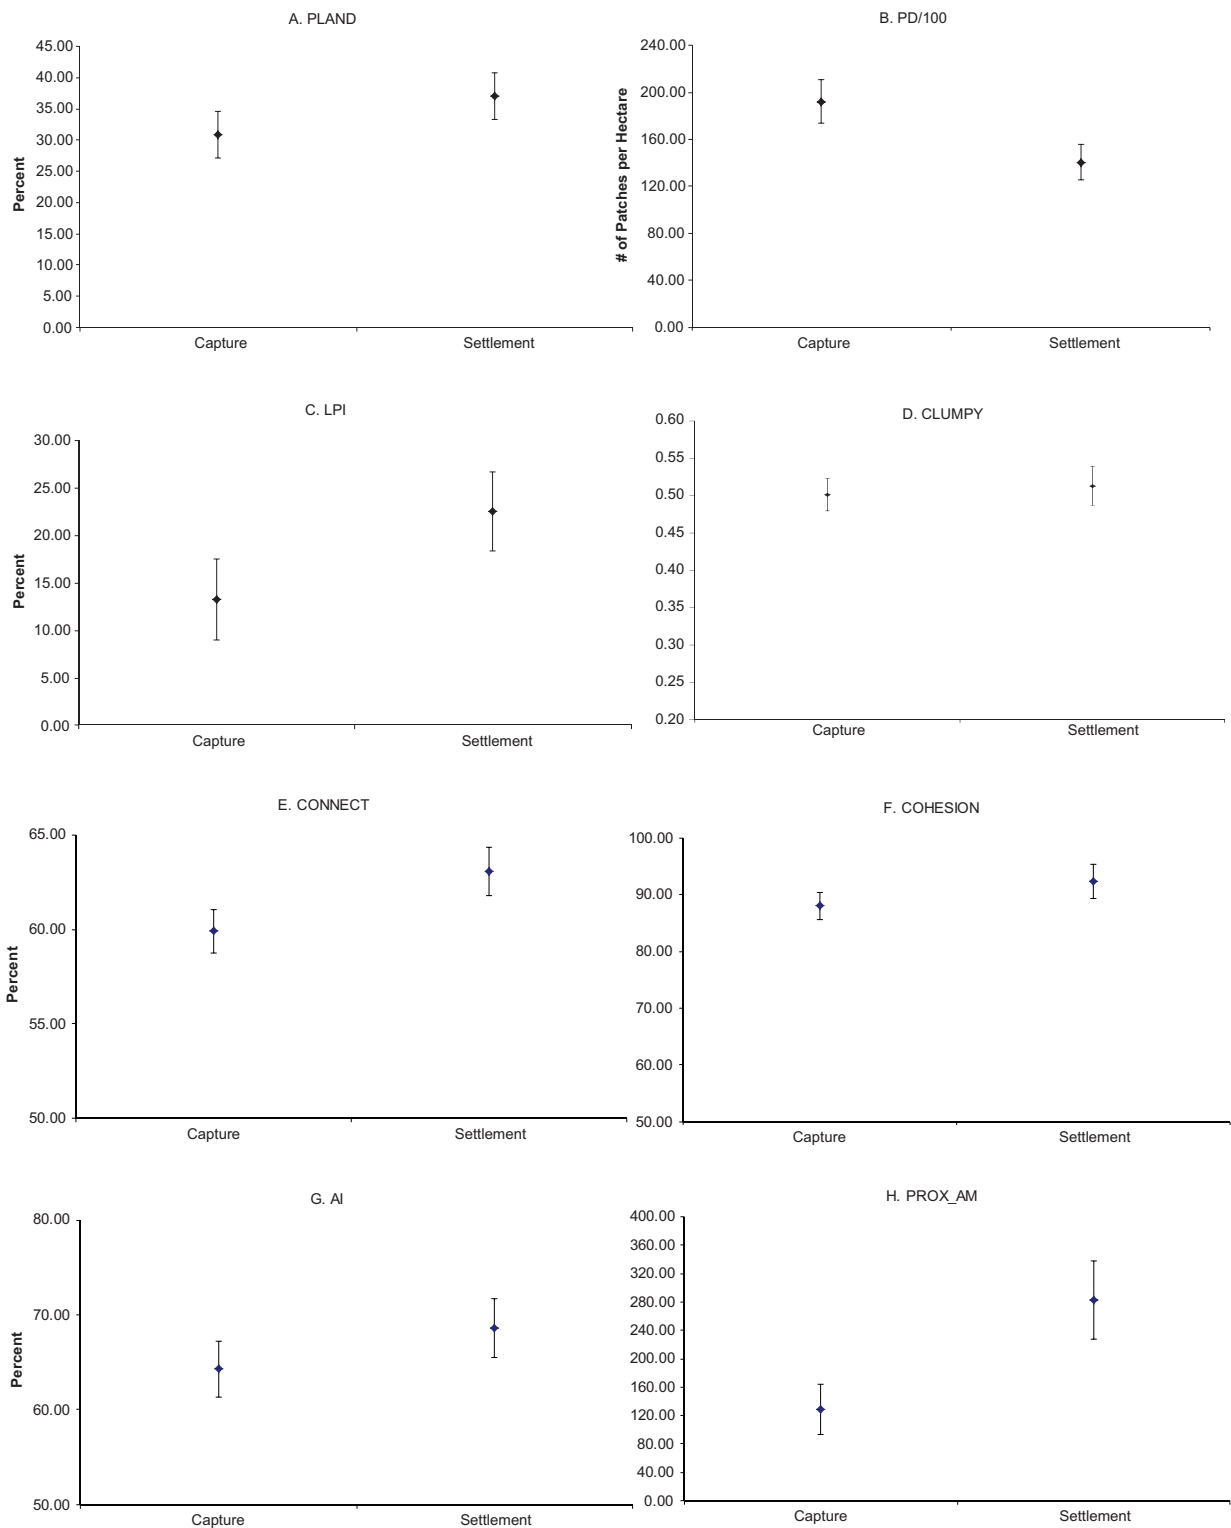 A. PLAND
45.00
40.00
35.00
30.00
25.00
20.00
15.00
10.00
5.00
0.00
Percent
Capture
Settlement
B. PD/100
240.00
200.00
160.00
120.00
80.00
40.00
0.00
# of Patches per Hectare
Capture
Settlement
C. LPI
30.00
25.00
20.00
15.00
10.00
5.00
0.00
Percent
Capture
Settlement
D. CLUMPY
0.60
0.55
0.50
0.45
0.40
0.35
0.30
0.25
0.20
Capture
Settlement
E. CONNECT
65.00
60.00
55.00
50.00
Percent
Capture
Settlement
F. COHESION
100.00
90.00
80.00
70.00
60.00
50.00
Capture
Settlement
G. AI
80.00
70.00
60.00
50.00
Percent
Capture
Settlement
H. PROX_AM
400.00
360.00
320.00
280.00
240.00
200.00
160.00
120.00
80.00
40.00
0.00
Capture
Settlement